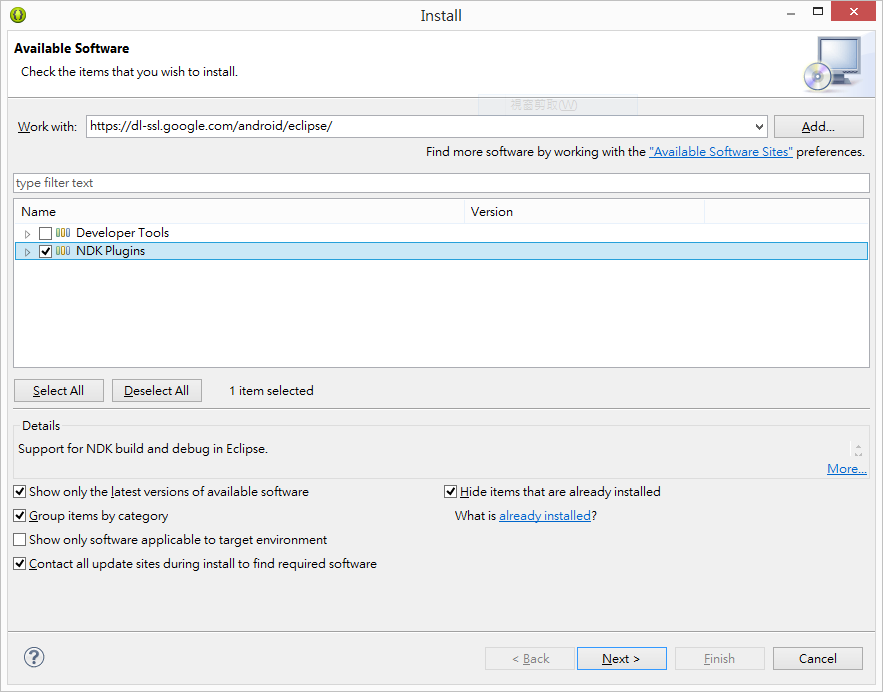 Install
Available Software
Check the items that you wish to install.
視窗剪取(W)
Work with: https://dl-ssl.google.com/android/eclipse/ Add...
Find more software by working with the "Available Software Sites" preferences.
type filter text
Name Version
Developer Tools
NDK Plugins
Select All Deselect All 1 item selected
Details
Support for NDK build and debug in Eclipse.
More...
Show only the latest versions of available software Hide items that are already installed
Group items by category What is already installed?
Show only software applicable to target environment
Contact all update sites during install to find required software
? < Back Next > Finish Cancel